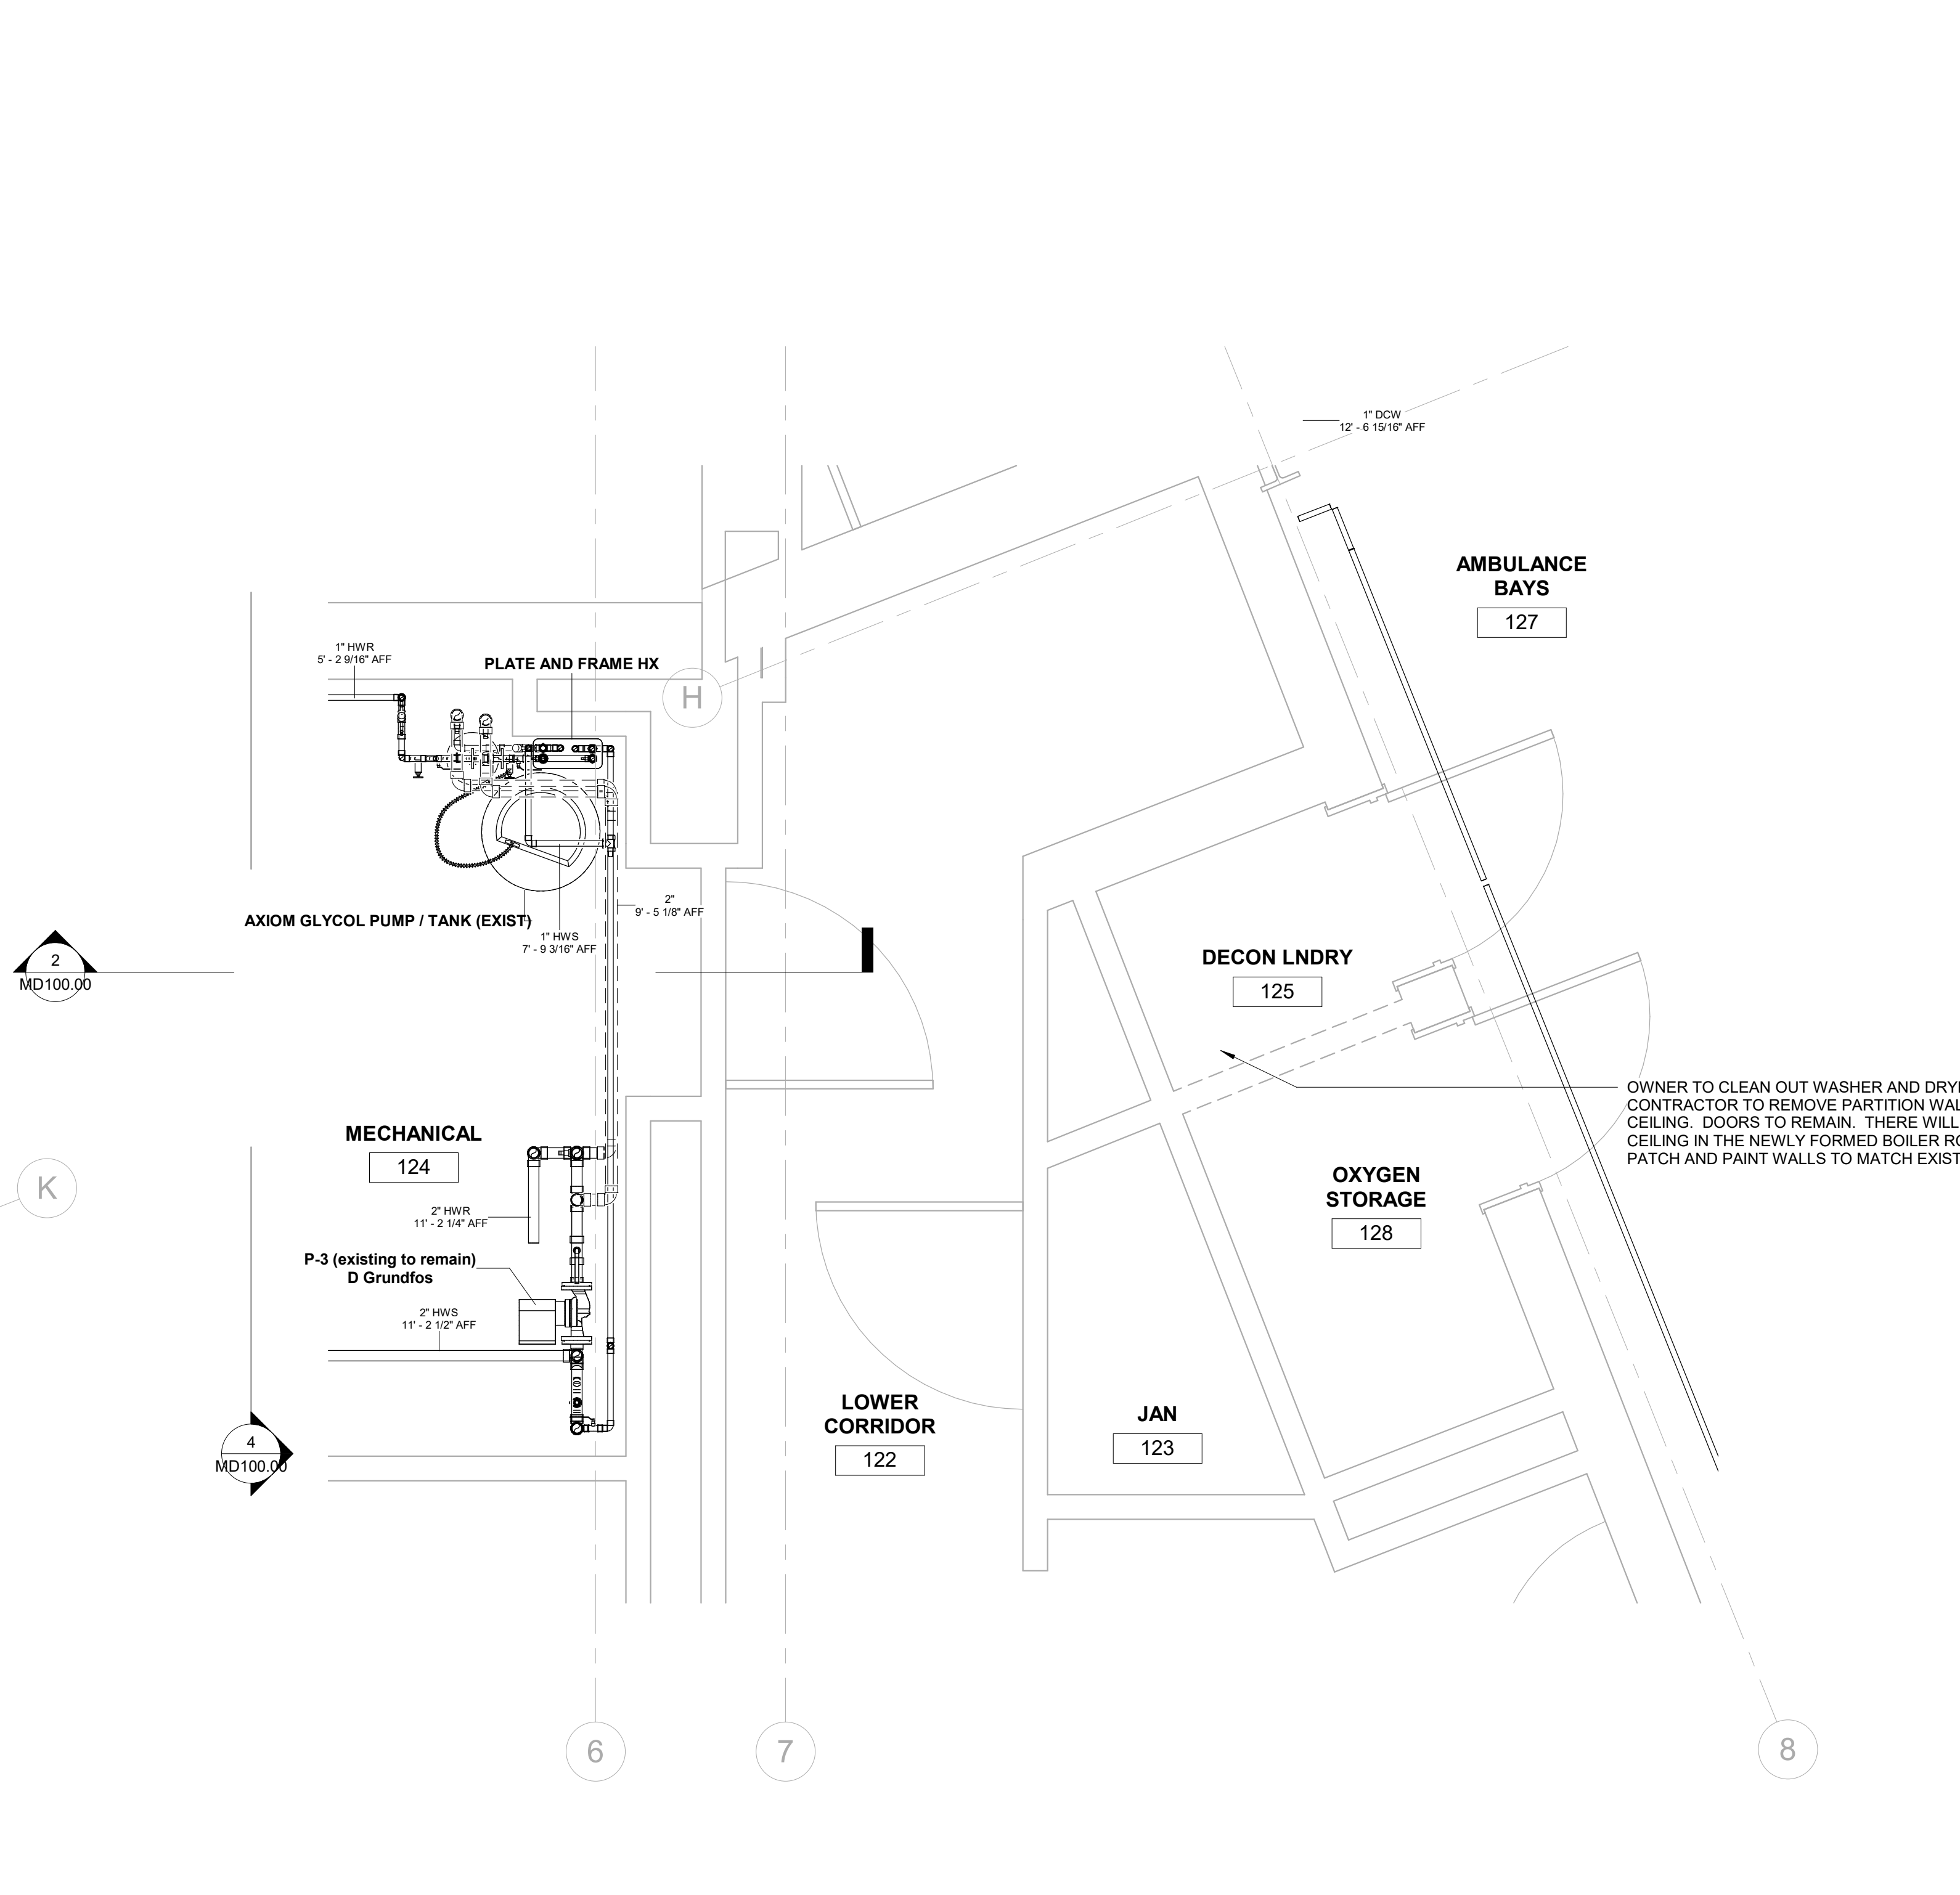 1" DCW
12' - 6 15/16" AFF
AMBULANCE
BAYS
127
1" HWR
5' - 2 9/16" AFF
PLATE AND FRAME HX
H
AXIOM GLYCOL PUMP / TANK (EXIST)
2"
9' - 5 1/8" AFF
1" HWS
7' - 9 3/16" AFF
2
MD100.00
DECON LNDRY
125
OWNER TO CLEAN OUT WASHER AND
CONTRACTOR TO REMOVE PARTITION
CEILING. DOORS TO REMAIN. THERE WILL
CEILING IN THE NEWLY FORMED BOILER
PATCH AND PAINT WALLS TO MATCH
MECHANICAL
124
K
OXYGEN
STORAGE
128
2" HWR
11' - 2 1/4" AFF
P-3 (existing to remain)
D Grundfos
2" HWS
11' - 2 1/2" AFF
LOWER
CORRIDOR
122
JAN
123
4
MD100.00
6
7
8